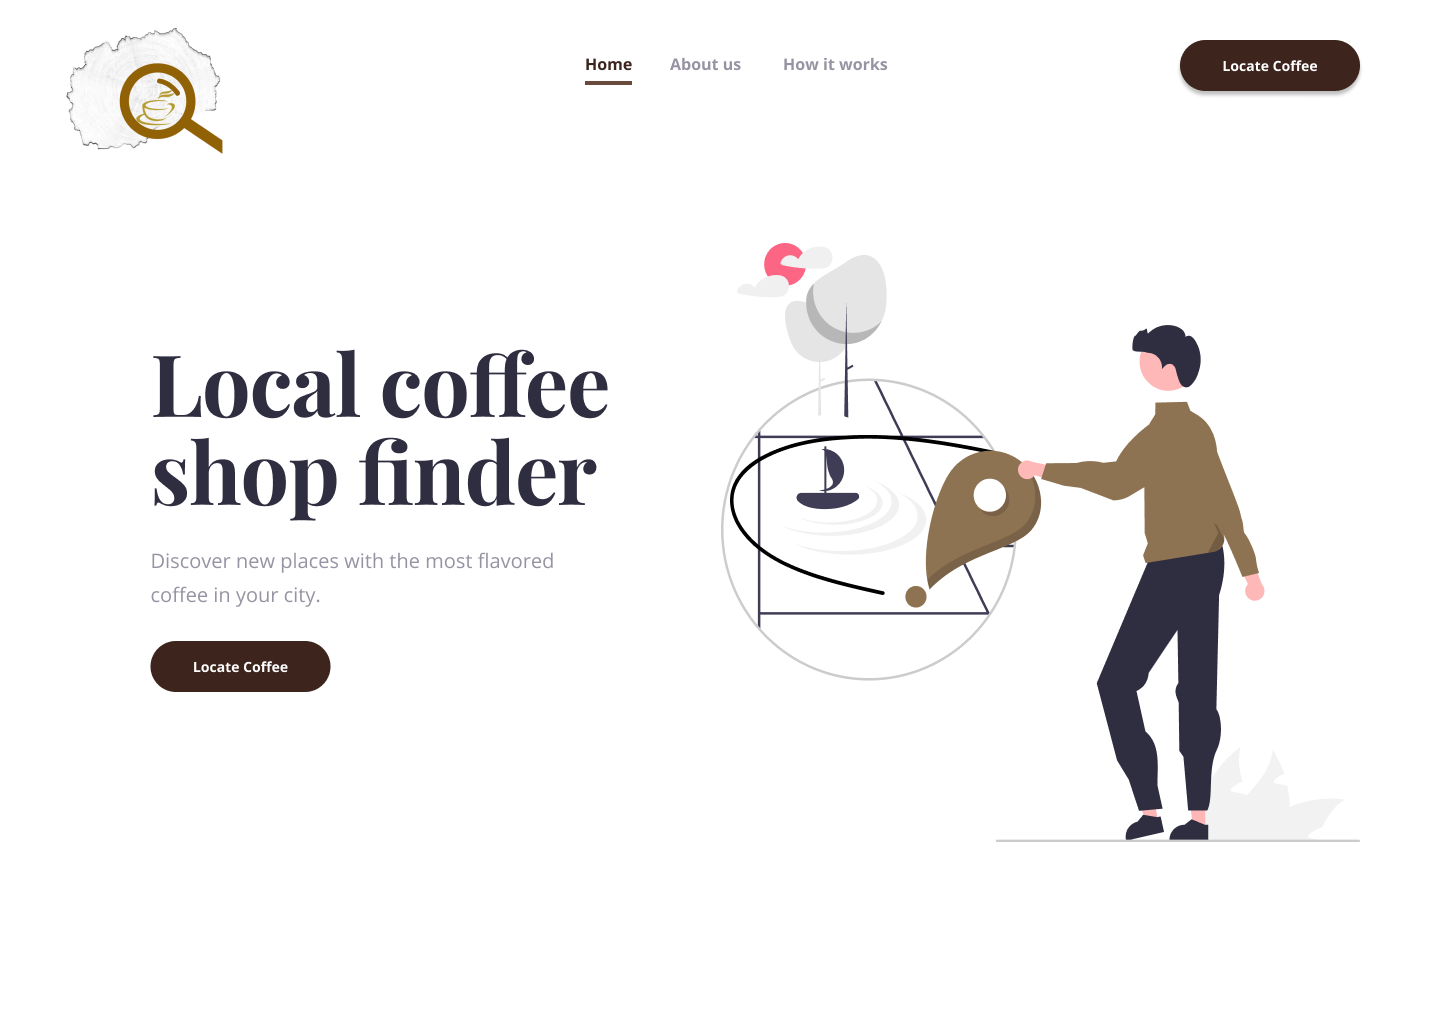 Home About us How it works Locate Coffee
Local coffee
shop finder
Discover new places with the most flavored
coffee in your city.
Locate Coffee